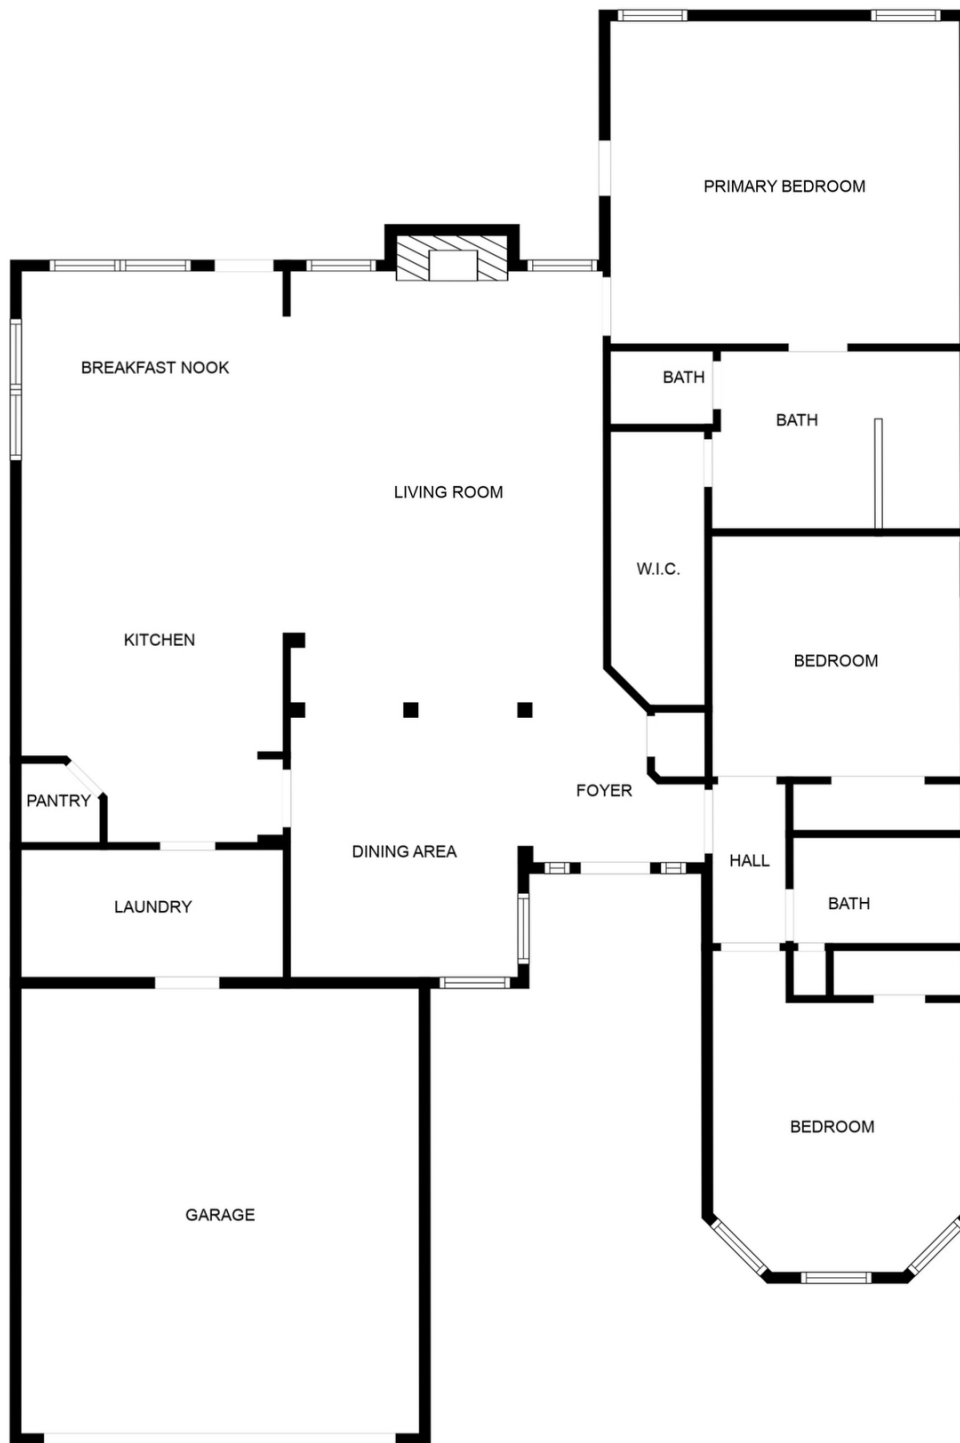 PRIMARY BEDROOM
BREAKFAST NOOK
BATH
BATH
LIVING ROOM
W.I.C.
KITCHEN
BEDROOM
FOYER
PANTRY
DINING AREA
HALL
LAUNDRY
BATH
BEDROOM
GARAGE